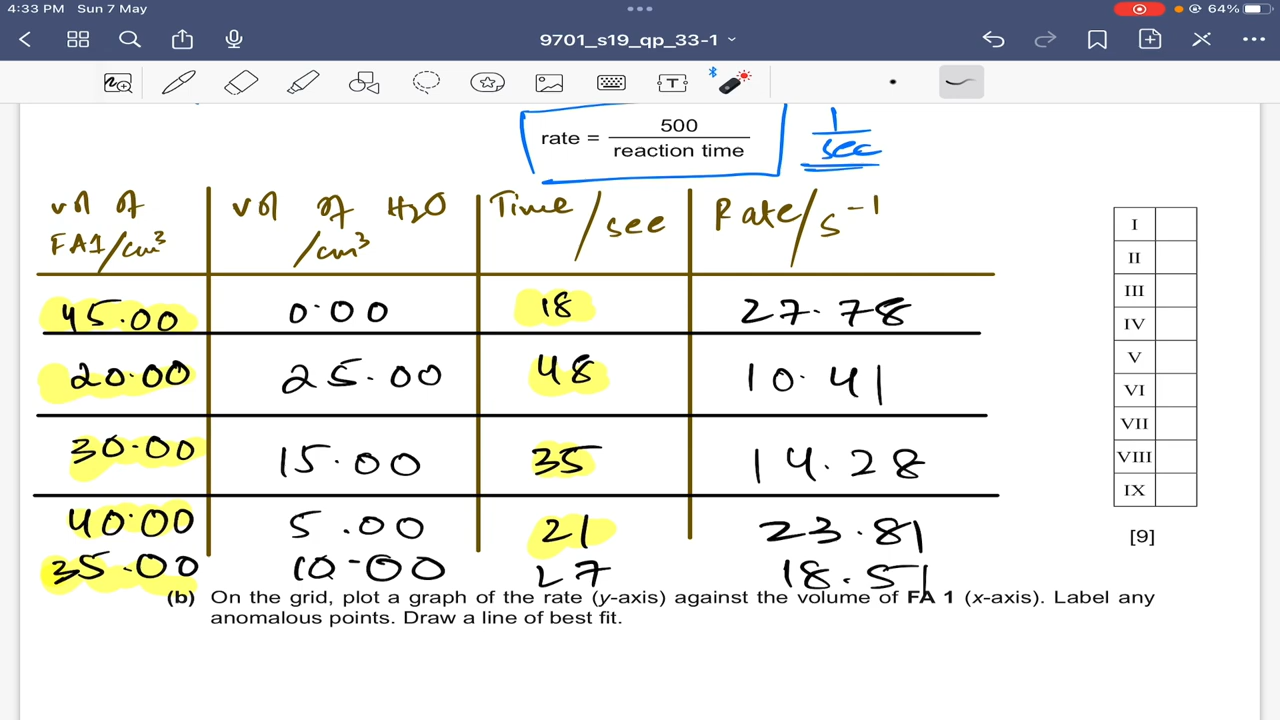 4:33 PM Sun 7 May
64%
9701_s19_qp_33-1
T
rate = 500
reaction time
1
sec
vol of FA1/cm³ vol of H2O /cm³ Time/sec Rate/s⁻¹
45.00 0.00 18 27.78
20.00 25.00 48 10.41
30.00 15.00 35 14.28
40.00 5.00 21 23.81
35.00 10.00 27 18.51
I
II
III
IV
V
VI
VII
VIII
IX
[9]
(b) On the grid, plot a graph of the rate (y-axis) against the volume of FA 1 (x-axis). Label any
anomalous points. Draw a line of best fit.